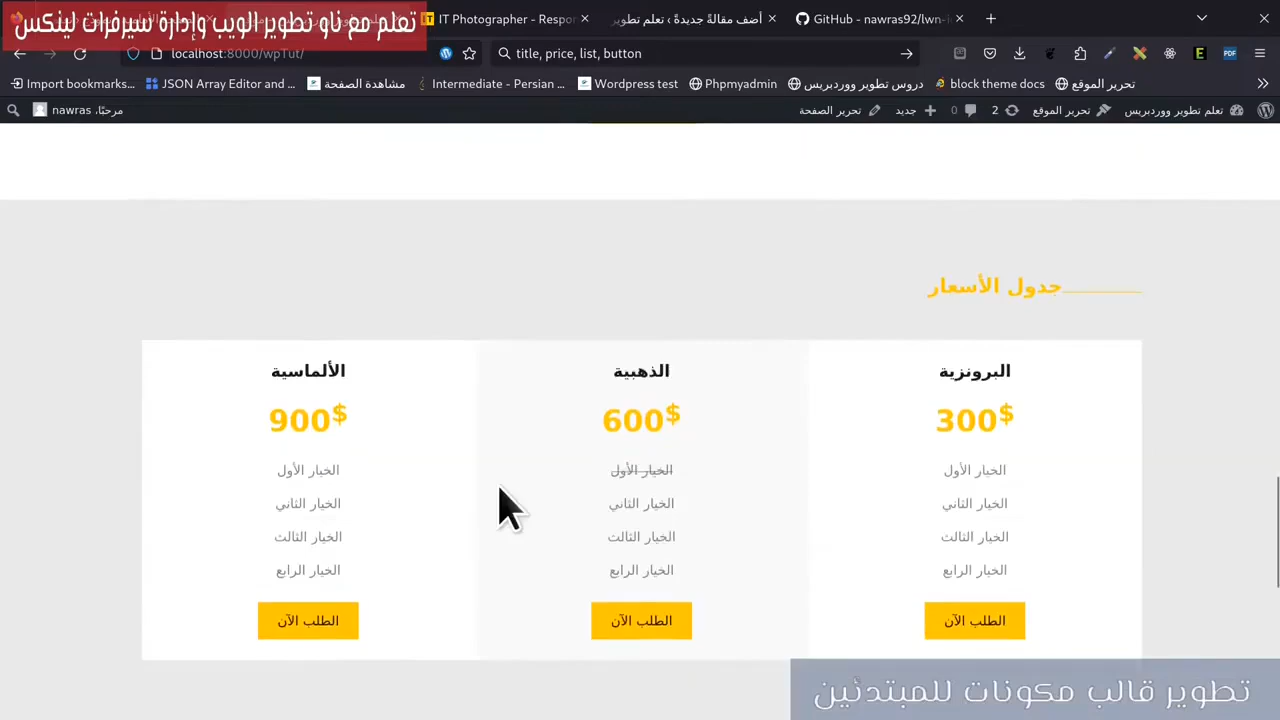 تعلم مع ناو تطوير الويب وإدارة سيرفرات لينكس
IT Photographer - Respor
أضف مقالةً جديدة ‹ تعلم تطوير
GitHub - nawras92/lwn-i
localhost:8000/wpTut/
title, price, list, button
Import bookmarks...
JSON Array Editor and ...
مشاهدة الصفحة
Intermediate - Persian ...
Wordpress test
Phpmyadmin
دروس تطوير ووردبريس
block theme docs
تحرير الموقع
تعلم تطوير ووردبريس
تحرير الموقع
2
0
جديد
تحرير الصفحة
مرحبًا، nawras
جدول الأسعار
البرونزية
300$
الخيار الأول
الخيار الثاني
الخيار الثالث
الخيار الرابع
الطلب الآن
الذهبية
600$
الخيار الأول
الخيار الثاني
الخيار الثالث
الخيار الرابع
الطلب الآن
الألماسية
900$
الخيار الأول
الخيار الثاني
الخيار الثالث
الخيار الرابع
الطلب الآن
تطوير قالب مكونات للمبتدئين